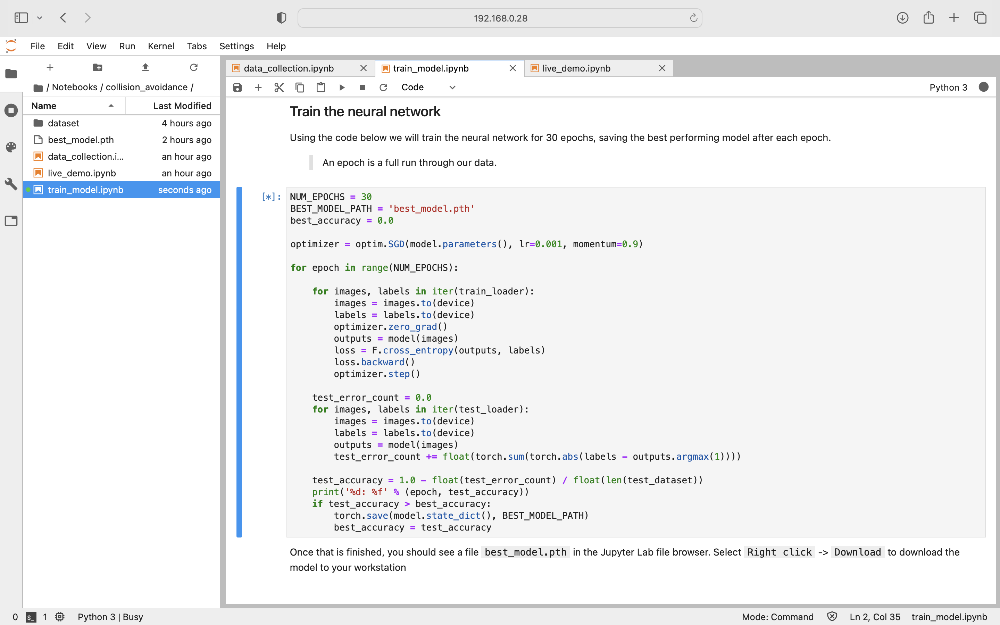 192.168.0.28
File Edit View Run Kernel Tabs Settings Help
/ Notebooks / collision_avoidance /
Name Last Modified
dataset 4 hours ago
best_model.pth 2 hours ago
data_collection.i... an hour ago
live_demo.ipynb an hour ago
train_model.ipynb seconds ago
data_collection.ipynb train_model.ipynb live_demo.ipynb
Code Python 3
Train the neural network
Using the code below we will train the neural network for 30 epochs, saving the best performing model after each epoch.
An epoch is a full run through our data.
[*]: NUM_EPOCHS = 30
BEST_MODEL_PATH = 'best_model.pth'
best_accuracy = 0.0
optimizer = optim.SGD(model.parameters(), lr=0.001, momentum=0.9)
for epoch in range(NUM_EPOCHS):
for images, labels in iter(train_loader):
images = images.to(device)
labels = labels.to(device)
optimizer.zero_grad()
outputs = model(images)
loss = F.cross_entropy(outputs, labels)
loss.backward()
optimizer.step()
test_error_count = 0.0
for images, labels in iter(test_loader):
images = images.to(device)
labels = labels.to(device)
outputs = model(images)
test_error_count += float(torch.sum(torch.abs(labels - outputs.argmax(1))))
test_accuracy = 1.0 - float(test_error_count) / float(len(test_dataset))
print('%d: %f' % (epoch, test_accuracy))
if test_accuracy > best_accuracy:
torch.save(model.state_dict(), BEST_MODEL_PATH)
best_accuracy = test_accuracy
Once that is finished, you should see a file best_model.pth in the Jupyter Lab file browser. Select Right click -> Download to download the
model to your workstation
0 $_ 1 Python 3 | Busy Mode: Command Ln 2, Col 35 train_model.ipynb